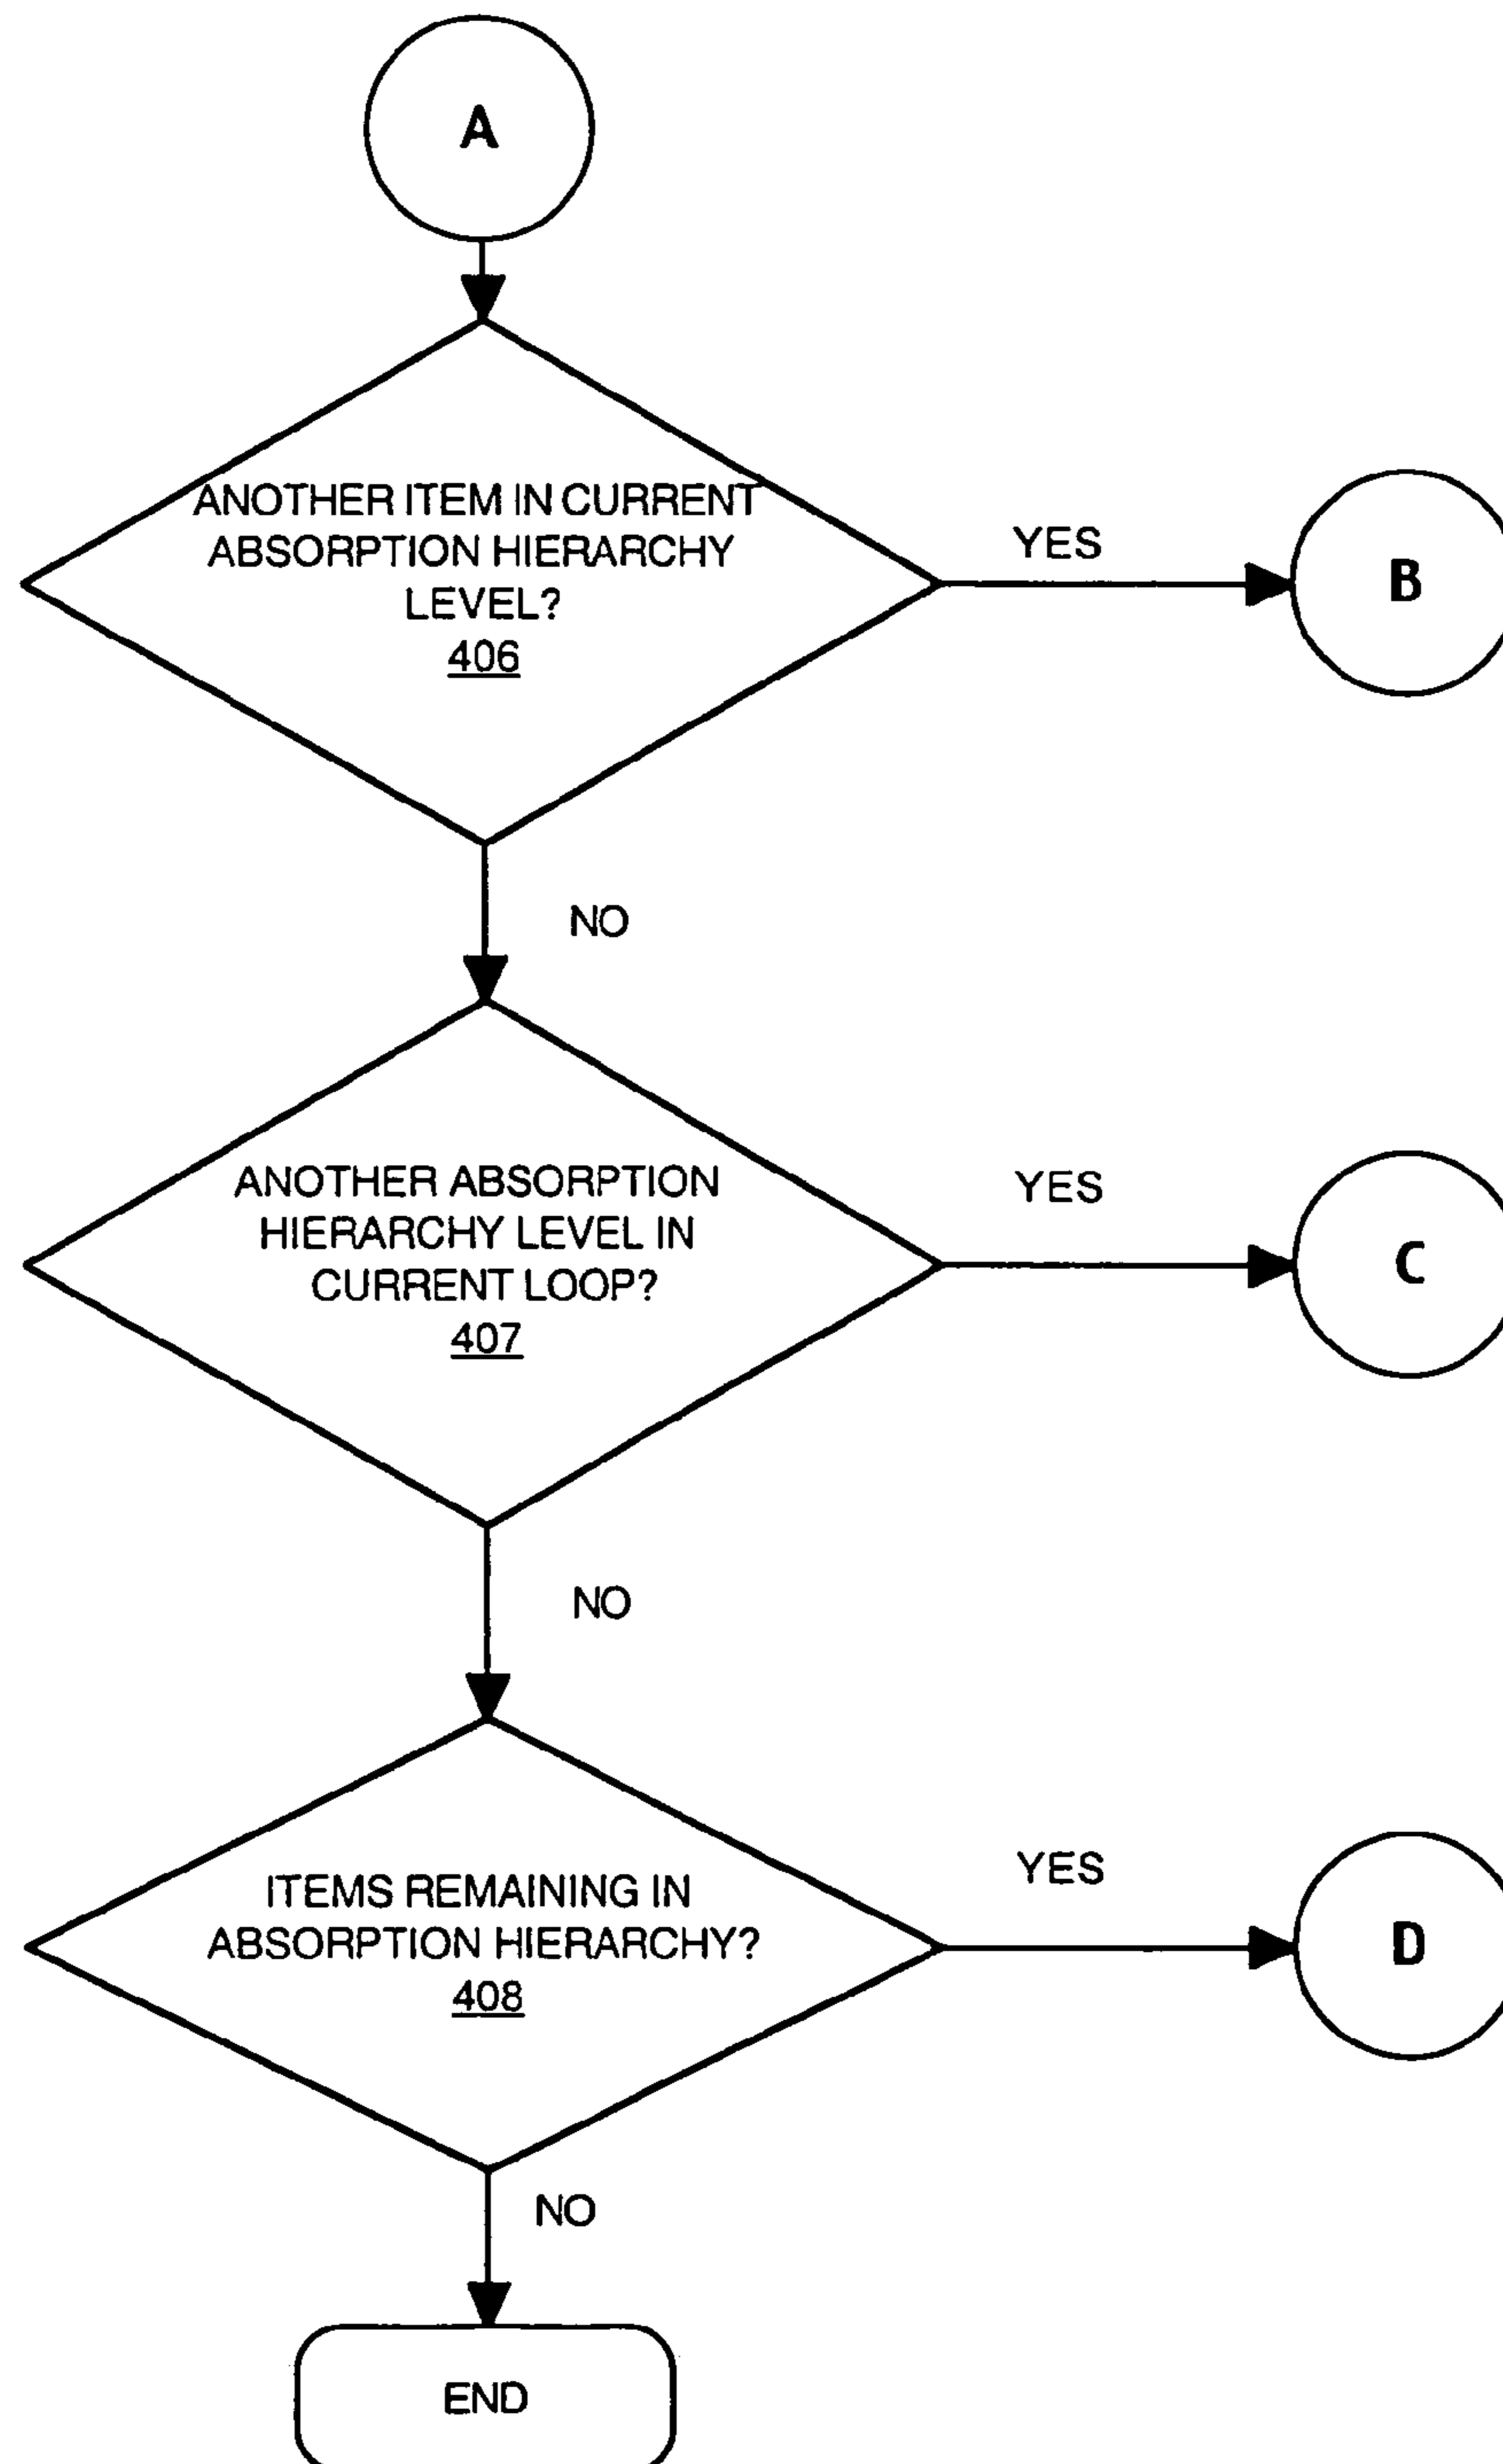 A
ANOTHER ITEM IN CURRENT
ABSORPTION HIERARCHY
LEVEL?
406
YES
B
NO
ANOTHER ABSORPTION
HIERARCHY LEVEL IN
CURRENT LOOP?
407
YES
C
NO
ITEMS REMAINING IN
ABSORPTION HIERARCHY?
408
YES
D
NO
END